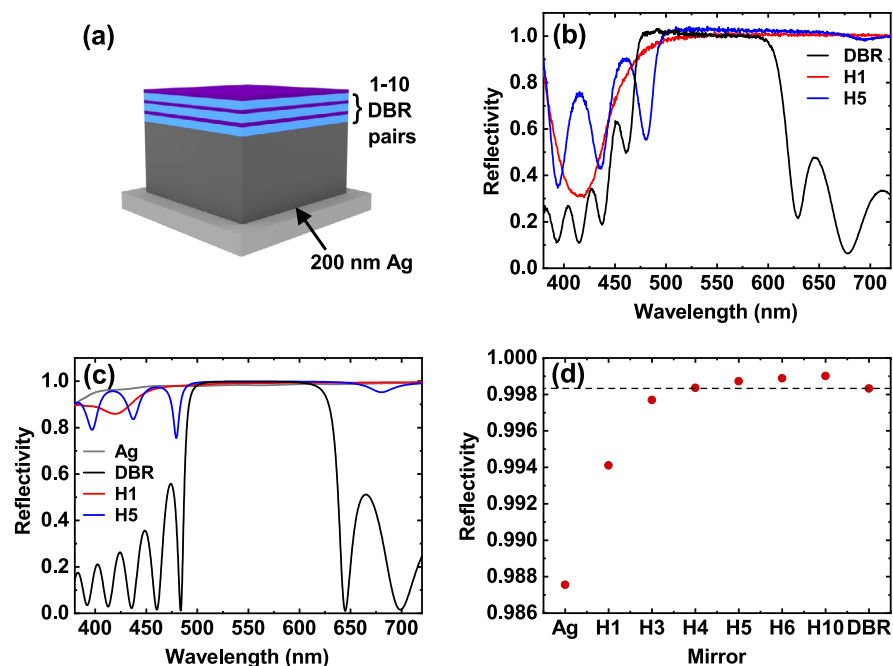 (a)
1-10
DBR
pairs
200 nm Ag
(b)
DBR
H1
H5
1.0
0.8
0.6
0.4
0.2
0.0
Reflectivity
400 450 500 550 600 650 700
Wavelength (nm)
(c)
Ag
DBR
H1
H5
1.0
0.8
0.6
0.4
0.2
0.0
Reflectivity
400 450 500 550 600 650 700
Wavelength (nm)
(d)
1.000
0.998
0.996
0.994
0.992
0.990
0.988
0.986
Reflectivity
Ag H1 H3 H4 H5 H6 H10 DBR
Mirror